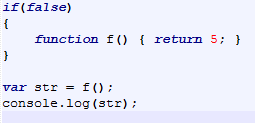 if(false)
{
function f() { return 5; }
}
var str = f();
console.log(str);